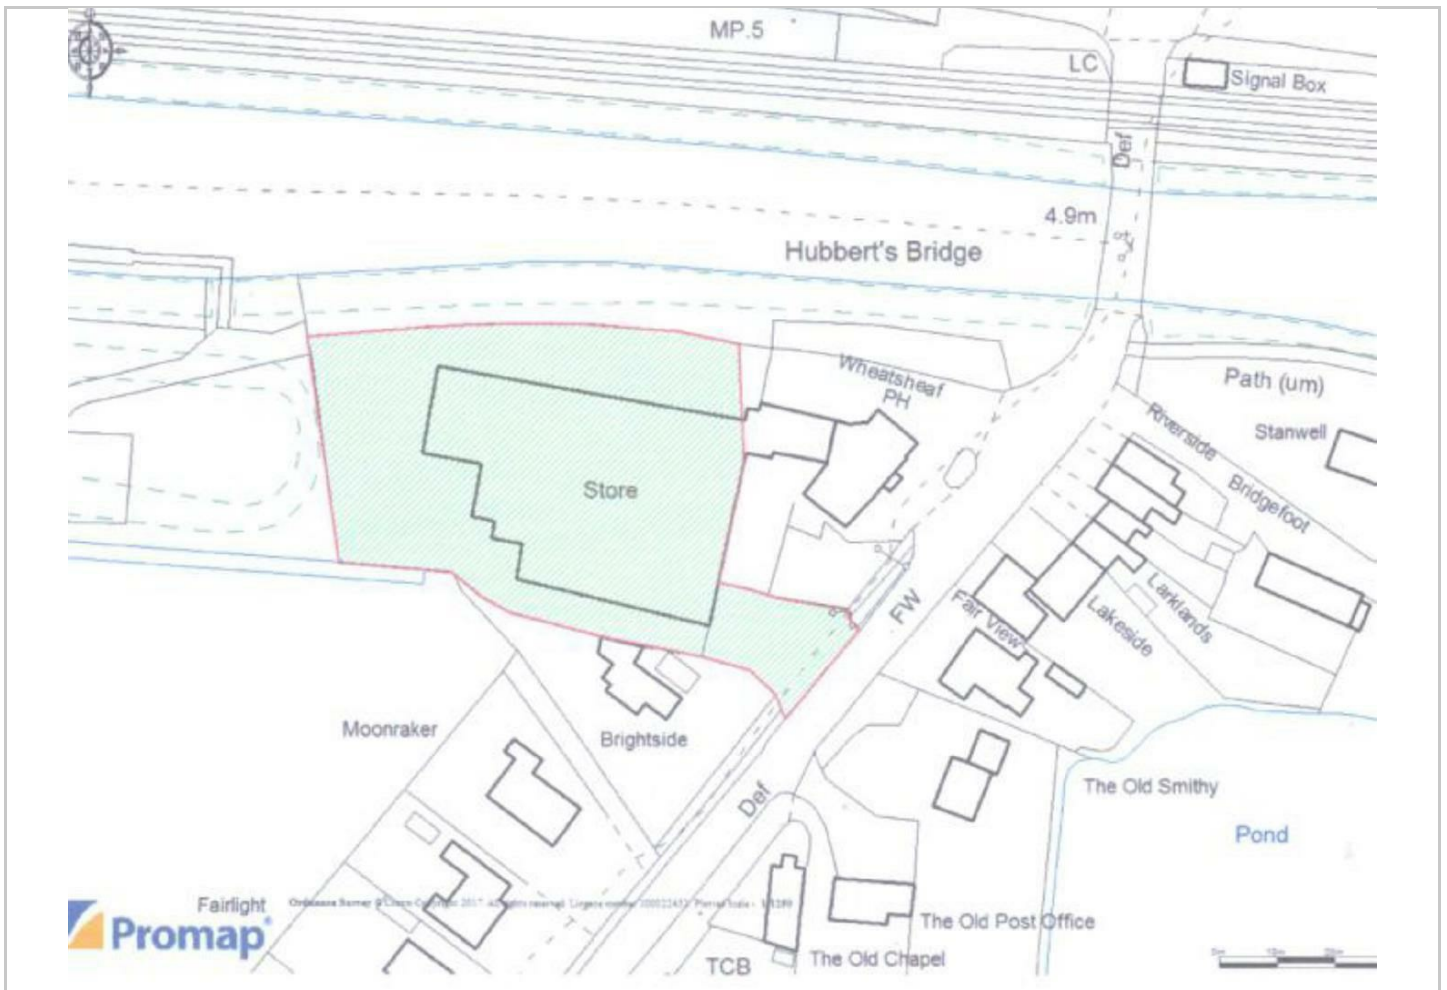 MP.5
LC
Signal Box
Def
4.9m
Hubbert's Bridge
Wheatsheaf
PH
Path (um)
Riverside
Stanwell
Bridgefoot
Store
FW
Larklands
Fair View
Lakeside
Moonraker
Brightside
Def
The Old Smithy
Pond
Fairlight
Promap
The Old Post Office
The Old Chapel
TCB